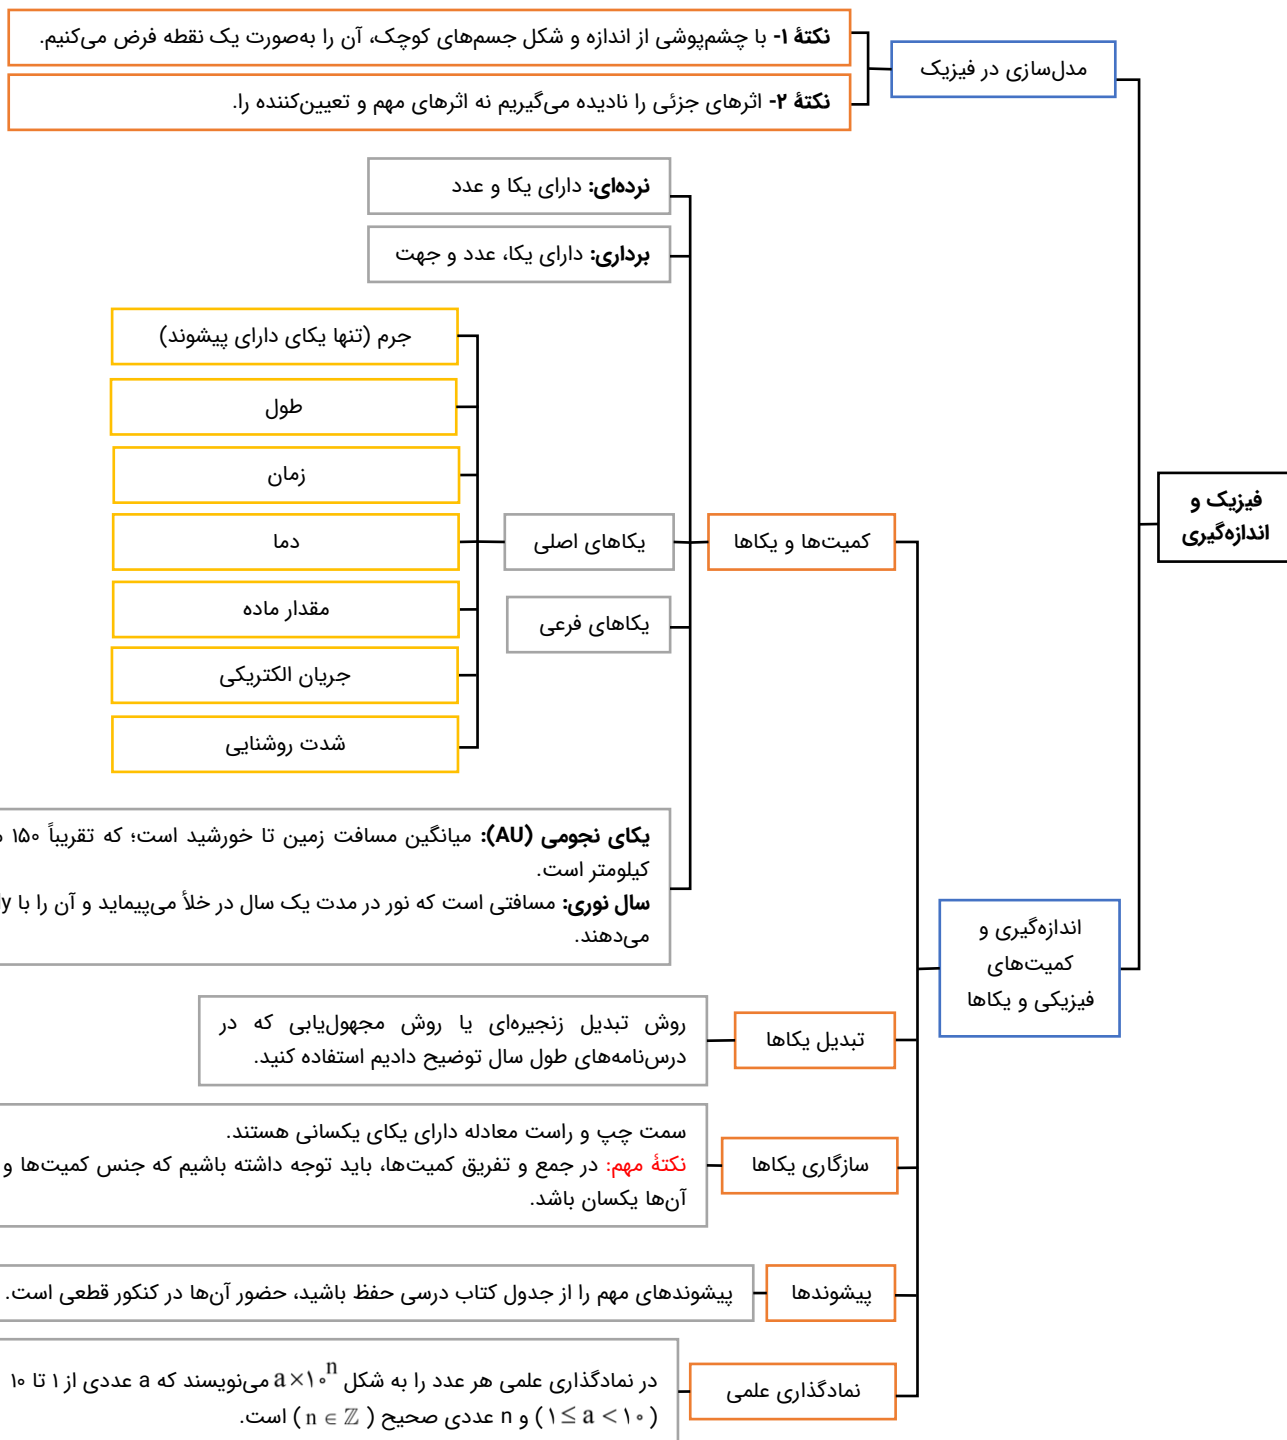 فیزیک و
اندازه‌گیری
مدل‌سازی در فیزیک
نکتهٔ ۱- با چشم‌پوشی از اندازه و شکل جسم‌های کوچک، آن را به‌صورت یک نقطه فرض می‌کنیم.
نکتهٔ ۲- اثرهای جزئی را نادیده می‌گیریم نه اثرهای مهم و تعیین‌کننده را.
اندازه‌گیری و
کمیت‌های
فیزیکی و یکاها
کمیت‌ها و یکاها
نرده‌ای: دارای یکا و عدد
برداری: دارای یکا، عدد و جهت
یکاهای اصلی
جرم (تنها یکای دارای پیشوند)
طول
زمان
دما
مقدار ماده
جریان الکتریکی
شدت روشنایی
یکاهای فرعی
یکای نجومی (AU): میانگین مسافت زمین تا خورشید است؛ که تقریباً ۱۵۰
کیلومتر است.
سال نوری: مسافتی است که نور در مدت یک سال در خلأ می‌پیماید و آن را با ly
می‌دهند.
تبدیل یکاها
روش تبدیل زنجیره‌ای یا روش مجهول‌یابی که در
درس‌نامه‌های طول سال توضیح دادیم استفاده کنید.
سازگاری یکاها
سمت چپ و راست معادله دارای یکای یکسانی هستند.
نکتهٔ مهم: در جمع و تفریق کمیت‌ها، باید توجه داشته باشیم که جنس کمیت‌ها و
آن‌ها یکسان باشد.
پیشوندها
پیشوندهای مهم را از جدول کتاب درسی حفظ باشید، حضور آن‌ها در کنکور قطعی است.
نمادگذاری علمی
در نمادگذاری علمی هر عدد را به شکل a×۱۰^n می‌نویسند که a عددی از ۱ تا ۱۰
(۱ ≤ a < ۱۰) و n عددی صحیح (n ∈ ℤ) است.